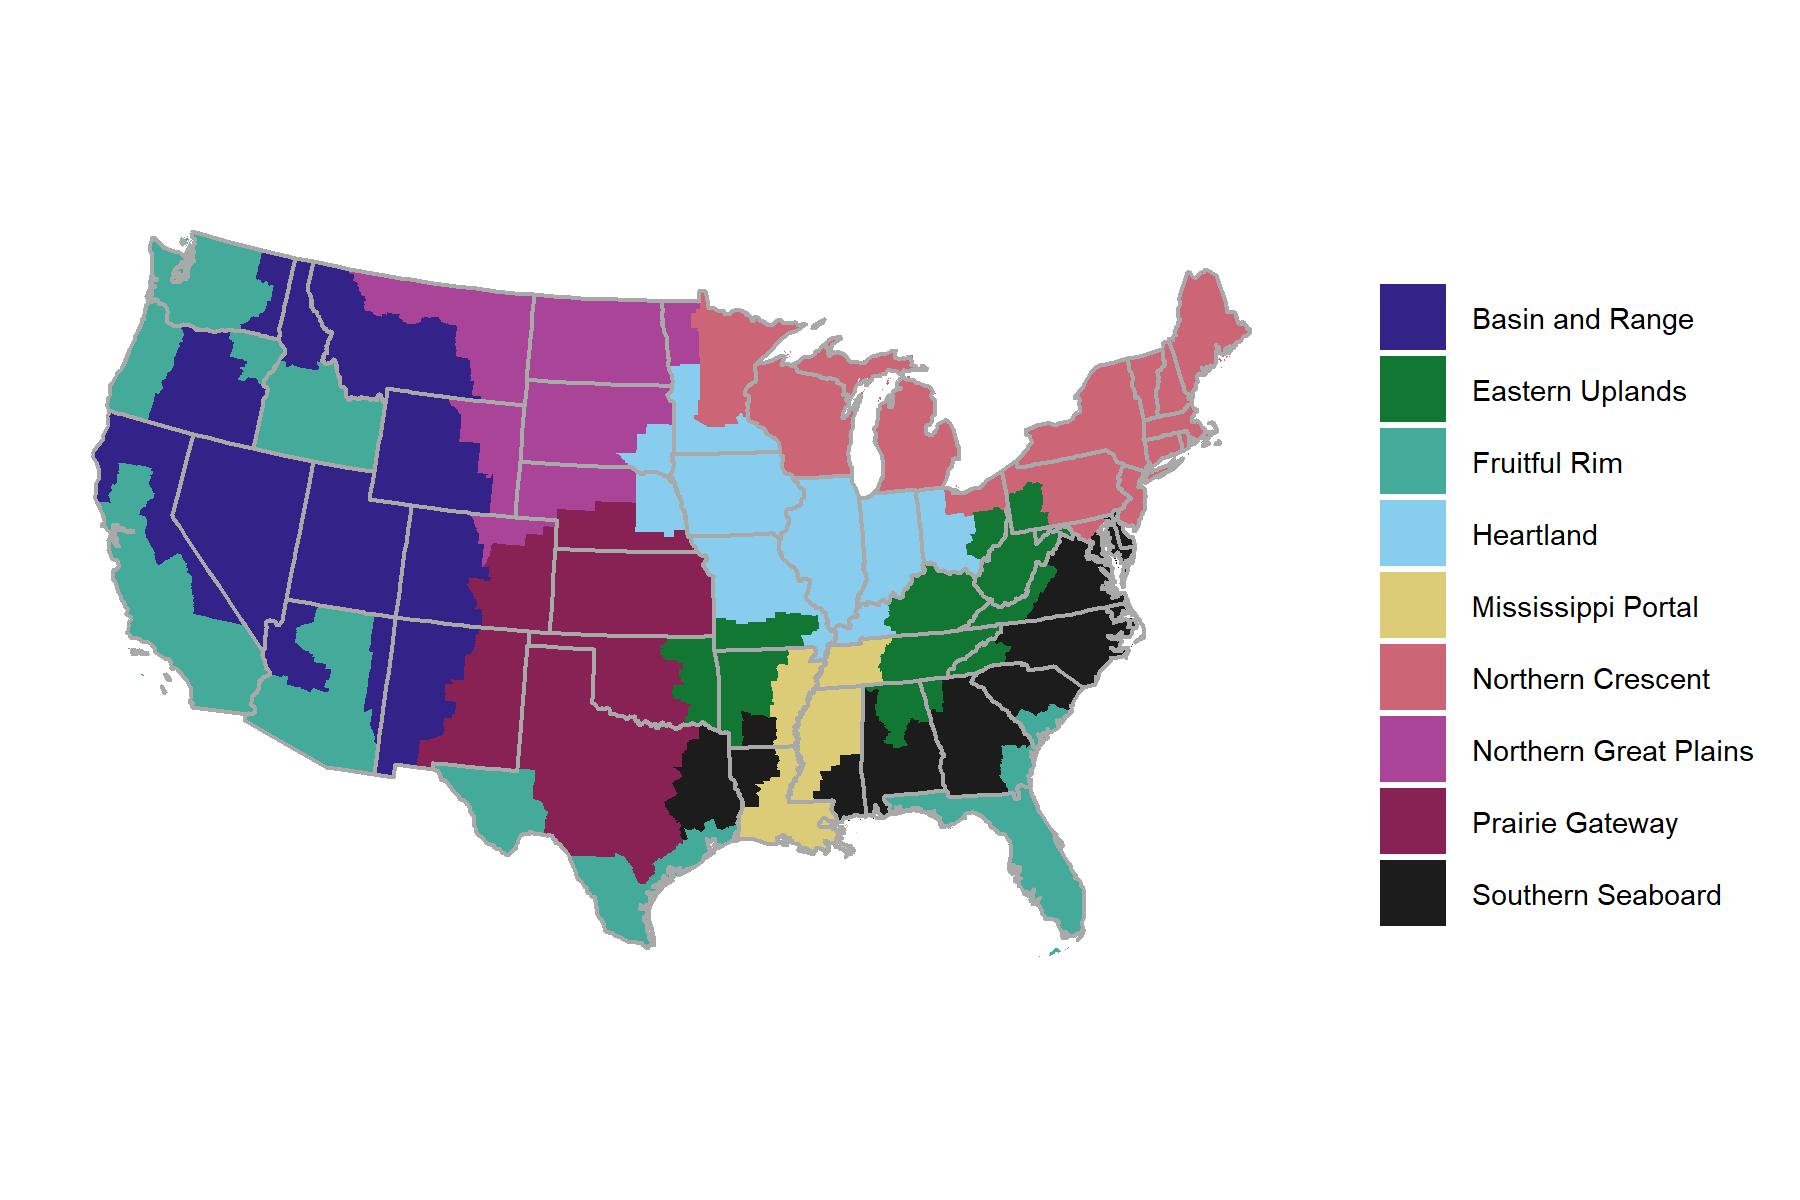 Basin and Range
Eastern Uplands
Fruitful Rim
Heartland
Mississippi Portal
Northern Crescent
Northern Great Plains
Prairie Gateway
Southern Seaboard